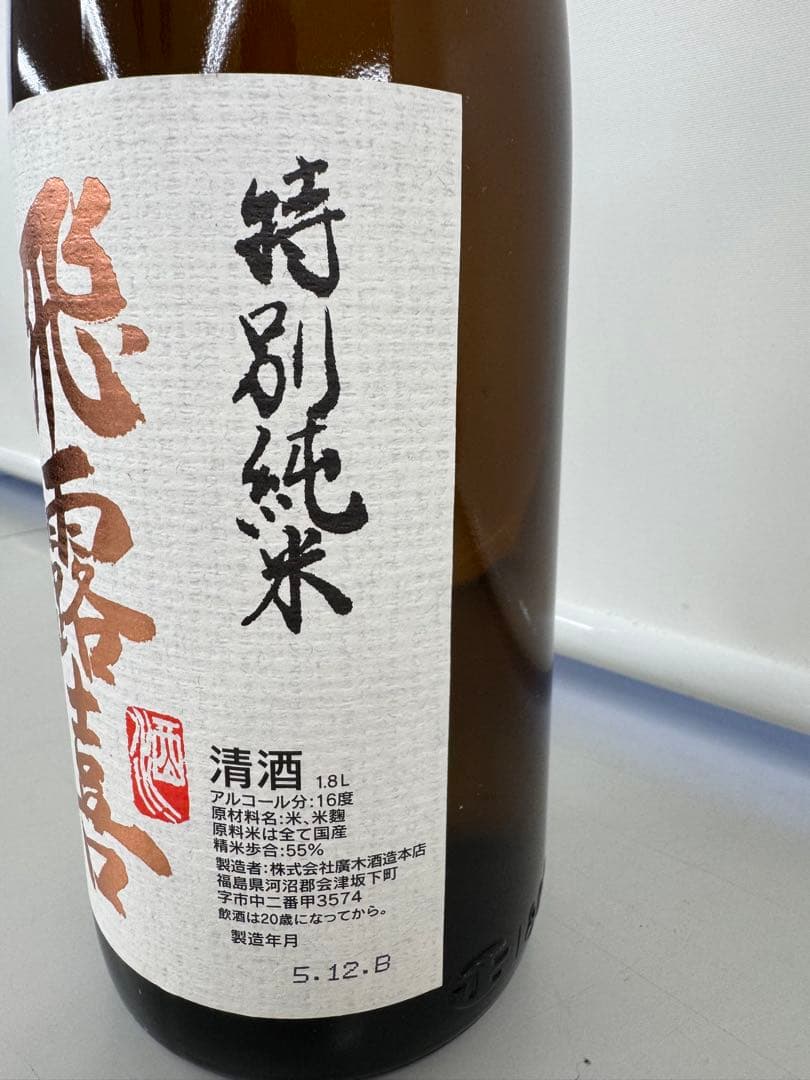 飛露喜
特別純米
酒
清酒 1.8L
アルコール分:16度
原材料名:米、米麹
原料米は全て国産
精米歩合:55%
製造者:株式会社廣木酒造本店
福島県河沼郡会津坂下町
字市中二番甲3574
飲酒は20歳になってから。
製造年月
5.12.B